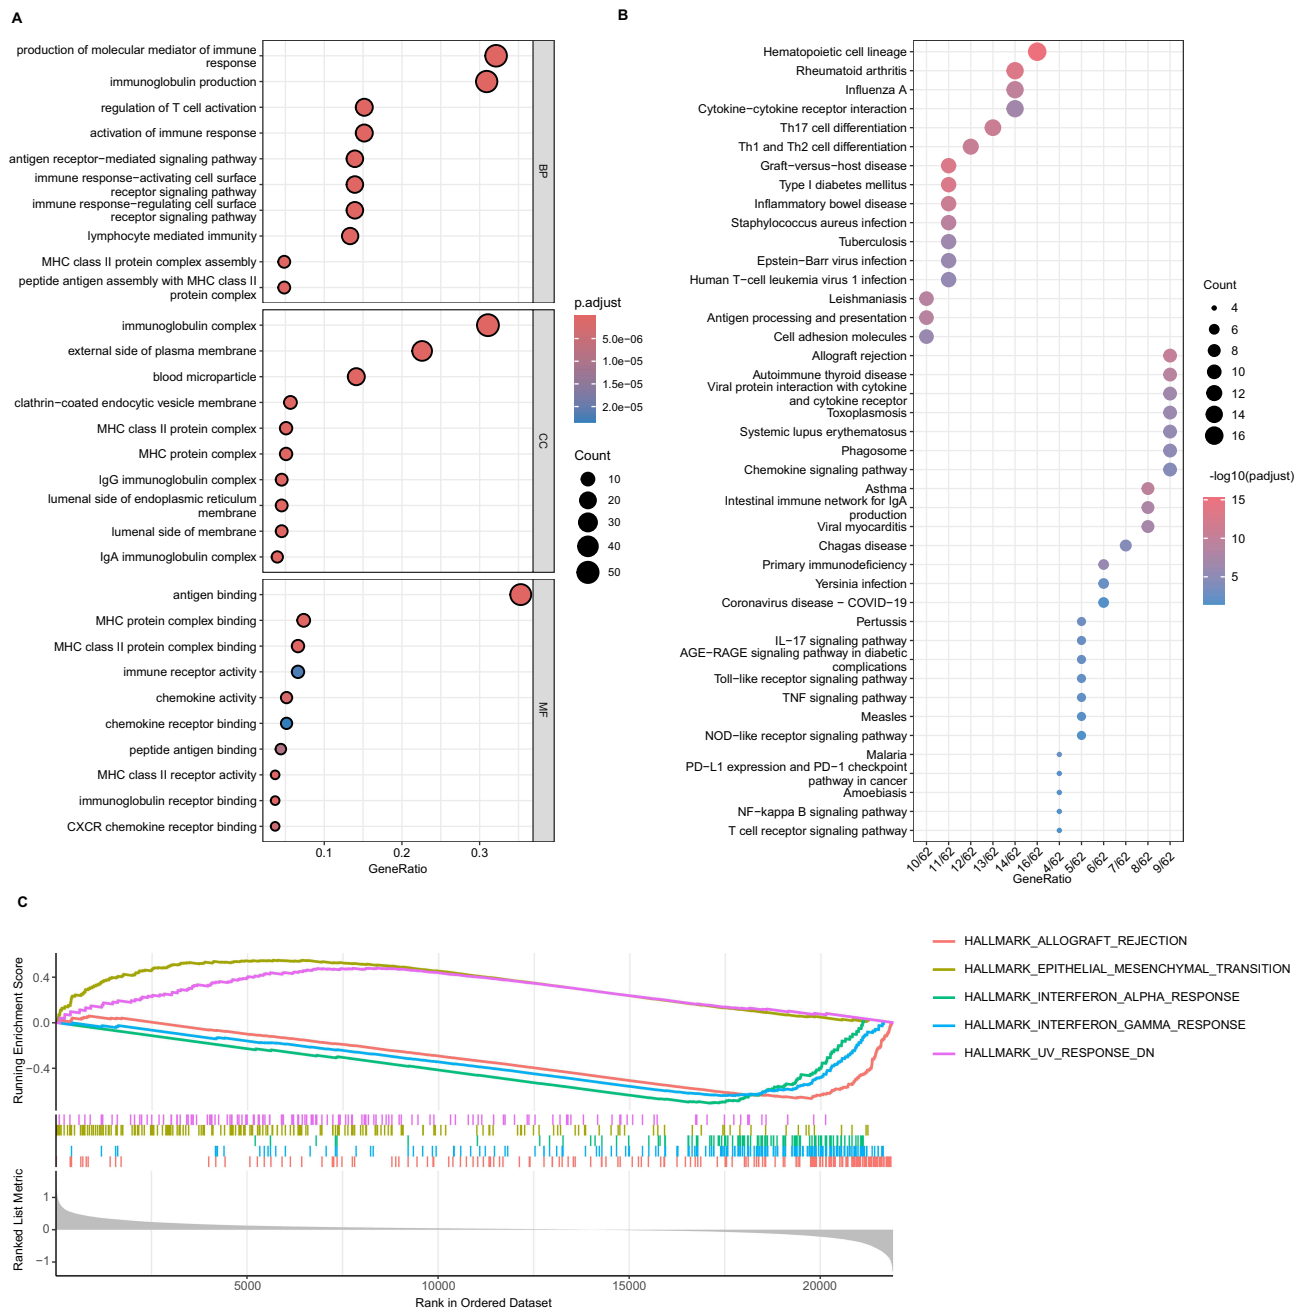 A
production of molecular mediator of immune
response
immunoglobulin production
regulation of T cell activation
activation of immune response
antigen receptor−mediated signaling pathway
immune response−activating cell surface
receptor signaling pathway
immune response−regulating cell surface
receptor signaling pathway
lymphocyte mediated immunity
MHC class II protein complex assembly
peptide antigen assembly with MHC class II
protein complex
BP
immunoglobulin complex
external side of plasma membrane
blood microparticle
clathrin−coated endocytic vesicle membrane
MHC class II protein complex
MHC protein complex
IgG immunoglobulin complex
lumenal side of endoplasmic reticulum
membrane
lumenal side of membrane
IgA immunoglobulin complex
CC
antigen binding
MHC protein complex binding
MHC class II protein complex binding
immune receptor activity
chemokine activity
chemokine receptor binding
peptide antigen binding
MHC class II receptor activity
immunoglobulin receptor binding
CXCR chemokine receptor binding
MF
0.1
0.2
0.3
GeneRatio
p.adjust
5.0e−06
1.0e−05
1.5e−05
2.0e−05
Count
10
20
30
40
50
B
Hematopoietic cell lineage
Rheumatoid arthritis
Influenza A
Cytokine−cytokine receptor interaction
Th17 cell differentiation
Th1 and Th2 cell differentiation
Graft−versus−host disease
Type I diabetes mellitus
Inflammatory bowel disease
Staphylococcus aureus infection
Tuberculosis
Epstein−Barr virus infection
Human T−cell leukemia virus 1 infection
Leishmaniasis
Antigen processing and presentation
Cell adhesion molecules
Allograft rejection
Autoimmune thyroid disease
Viral protein interaction with cytokine
and cytokine receptor
Toxoplasmosis
Systemic lupus erythematosus
Phagosome
Chemokine signaling pathway
Asthma
Intestinal immune network for IgA
production
Viral myocarditis
Chagas disease
Primary immunodeficiency
Yersinia infection
Coronavirus disease − COVID−19
Pertussis
IL−17 signaling pathway
AGE−RAGE signaling pathway in diabetic
complications
Toll−like receptor signaling pathway
TNF signaling pathway
Measles
NOD−like receptor signaling pathway
Malaria
PD−L1 expression and PD−1 checkpoint
pathway in cancer
Amoebiasis
NF−kappa B signaling pathway
T cell receptor signaling pathway
10/62
11/62
12/62
13/62
14/62
16/62
4/62
5/62
6/62
7/62
8/62
9/62
GeneRatio
Count
4
6
8
10
12
14
16
-log10(padjust)
15
10
5
C
Running Enrichment Score
0.4
0.0
−0.4
Ranked List Metric
1
0
−1
5000
10000
15000
20000
Rank in Ordered Dataset
HALLMARK_ALLOGRAFT_REJECTION
HALLMARK_EPITHELIAL_MESENCHYMAL_TRANSITION
HALLMARK_INTERFERON_ALPHA_RESPONSE
HALLMARK_INTERFERON_GAMMA_RESPONSE
HALLMARK_UV_RESPONSE_DN